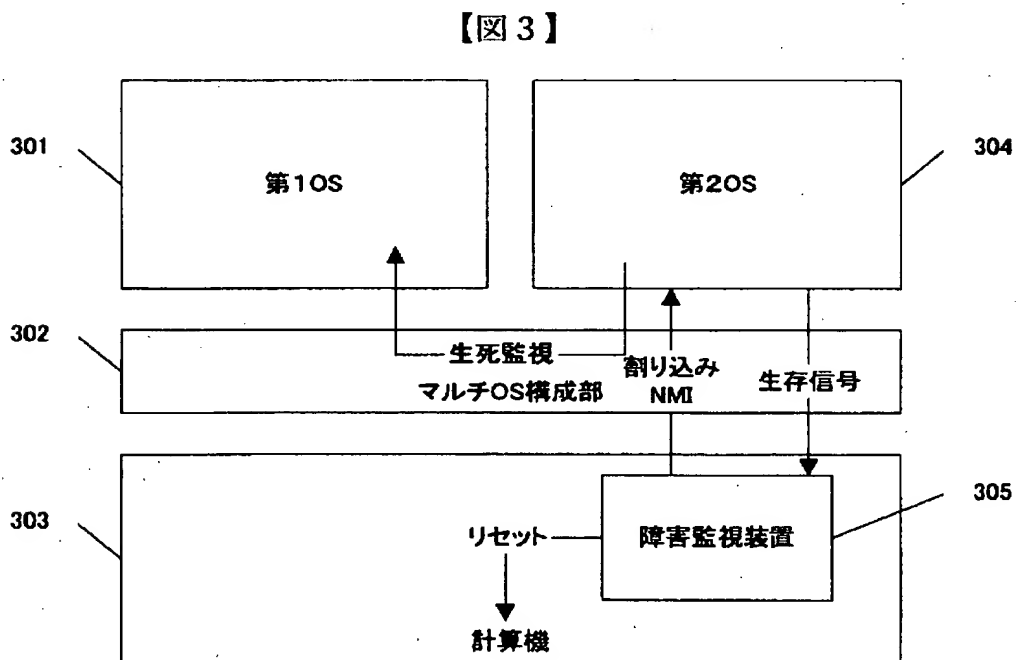 【図3】
301
第1OS
第2OS
304
302
生死監視
マルチOS構成部
割り込み
NMI
生存信号
303
リセット
障害監視装置
305
計算機